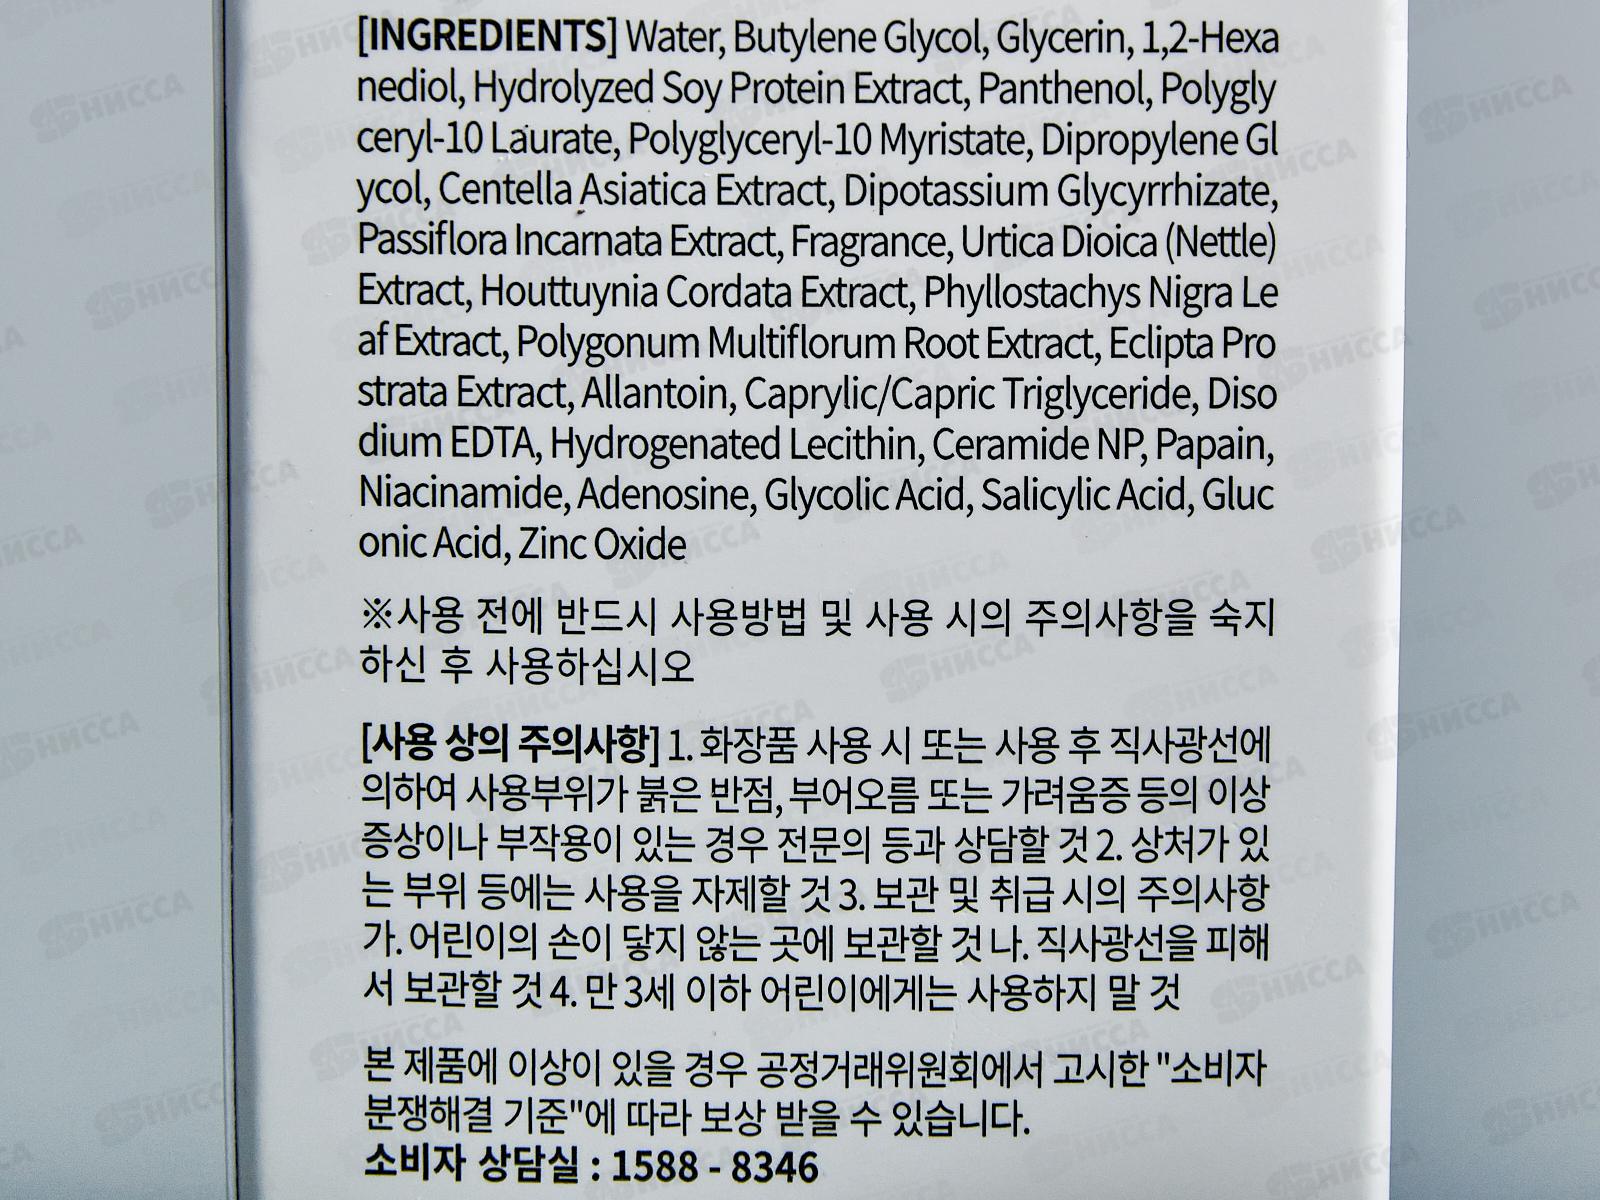 [INGREDIENTS] Water, Butylene Glycol, Glycerin, 1,2-Hexa
nediol, Hydrolyzed Soy Protein Extract, Panthenol, Polygly
ceryl-10 Laurate, Polyglyceryl-10 Myristate, Dipropylene Gl
ycol, Centella Asiatica Extract, Dipotassium Glycyrrhizate,
Passiflora Incarnata Extract, Fragrance, Urtica Dioica (Nettle)
Extract, Houttuynia Cordata Extract, Phyllostachys Nigra Le
af Extract, Polygonum Multiflorum Root Extract, Eclipta Pro
strata Extract, Allantoin, Caprylic/Capric Triglyceride, Diso
dium EDTA, Hydrogenated Lecithin, Ceramide NP, Papain,
Niacinamide, Adenosine, Glycolic Acid, Salicylic Acid, Gluc
onic Acid, Zinc Oxide
※사용 전에 반드시 사용방법 및 사용 시의 주의사항을 숙지
하신 후 사용하십시오
[사용 상의 주의사항] 1. 화장품 사용 시 또는 사용 후 직사광선에
의하여 사용부위가 붉은 반점, 부어오름 또는 가려움증 등의 이상
증상이나 부작용이 있는 경우 전문의 등과 상담할 것 2. 상처가 있
는 부위 등에는 사용을 자제할 것 3. 보관 및 취급 시의 주의사항
가. 어린이의 손이 닿지 않는 곳에 보관할 것 나. 직사광선을 피해
서 보관할 것 4. 만 3세 이하 어린이에게는 사용하지 말 것
본 제품에 이상이 있을 경우 공정거래위원회에서 고시한 "소비자
분쟁해결 기준"에 따라 보상 받을 수 있습니다.
소비자 상담실 : 1588 - 8346